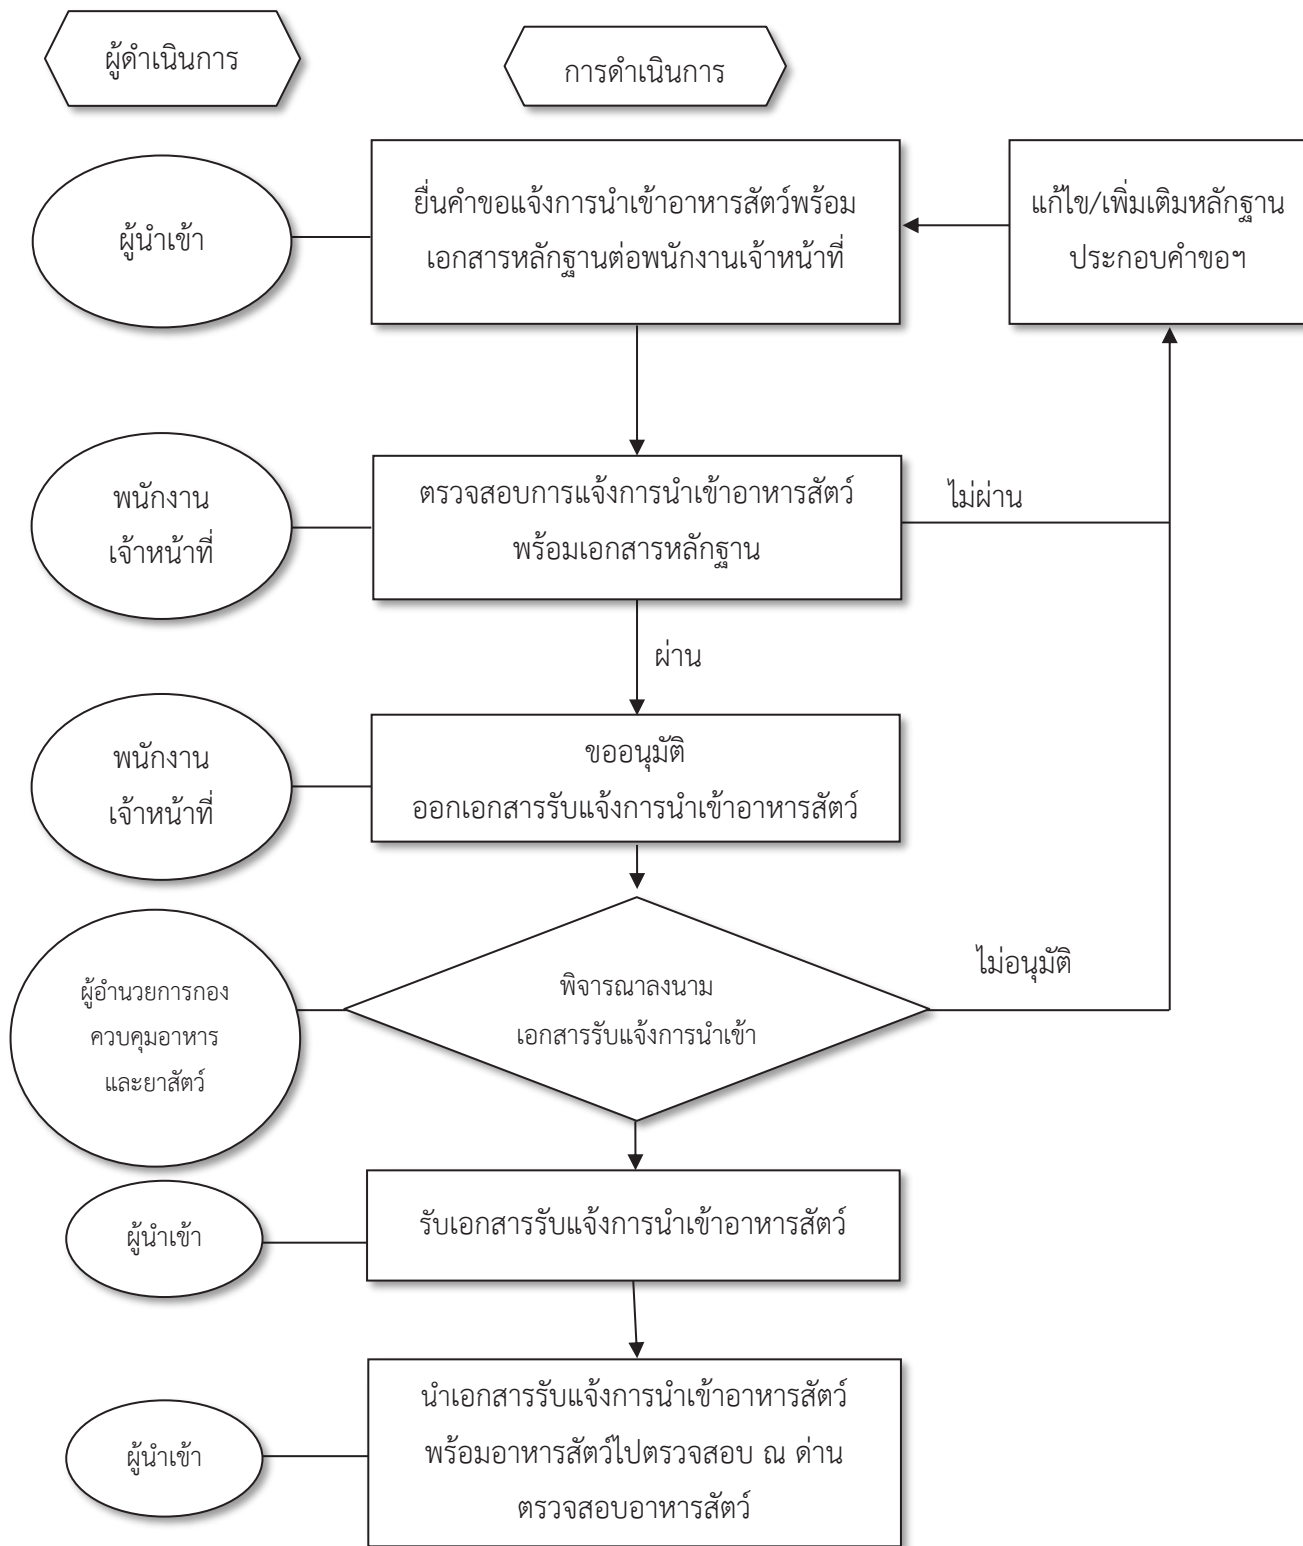 ผู้ดำเนินการ
การดำเนินการ
ผู้นำเข้า
ยื่นคำขอแจ้งการนำเข้าอาหารสัตว์พร้อม
เอกสารหลักฐานต่อพนักงานเจ้าหน้าที่
แก้ไข/เพิ่มเติมหลักฐาน
ประกอบคำขอฯ
พนักงาน
เจ้าหน้าที่
ตรวจสอบการแจ้งการนำเข้าอาหารสัตว์
พร้อมเอกสารหลักฐาน
ไม่ผ่าน
ผ่าน
พนักงาน
เจ้าหน้าที่
ขออนุมัติ
ออกเอกสารรับแจ้งการนำเข้าอาหารสัตว์
ผู้อำนวยการกอง
ควบคุมอาหาร
และยาสัตว์
พิจารณาลงนาม
เอกสารรับแจ้งการนำเข้า
ไม่อนุมัติ
ผู้นำเข้า
รับเอกสารรับแจ้งการนำเข้าอาหารสัตว์
ผู้นำเข้า
นำเอกสารรับแจ้งการนำเข้าอาหารสัตว์
พร้อมอาหารสัตว์ไปตรวจสอบ ณ ด่าน
ตรวจสอบอาหารสัตว์